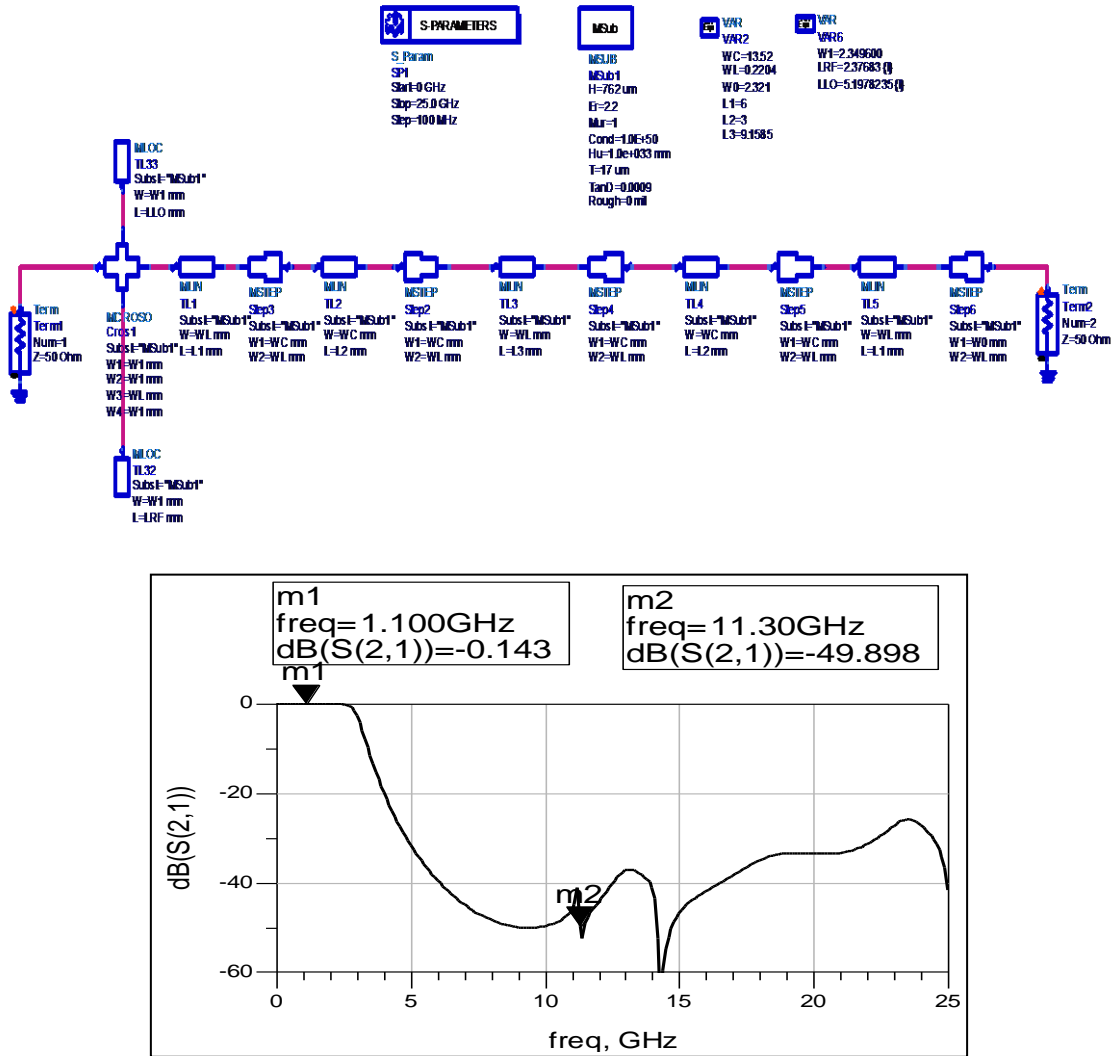 S-PARAMETERS
S_Param
SP1
Start=0 GHz
Stop=25.0 GHz
Step=100 MHz
MSub
MSUB
MSub1
H=762 um
Er=2.2
Mur=1
Cond=1.0E+50
Hu=1.0e+033 mm
T=17 um
TanD=0.0009
Rough=0 mil
VAR
VAR2
WC=13.52
WL=0.2204
W0=2.321
L1=6
L2=3
L3=9.1585
VAR
VAR6
W1=2.349600
LRF=2.37683
LLO=5.1978235
MLOC
TL33
Subst="MSub1"
W=W1 mm
L=LLO mm
Term
Term1
Num=1
Z=50 Ohm
MCROSO
Cros1
Subst="MSub1"
W1=W1 mm
W2=W1 mm
W3=WL mm
W4=W1 mm
MLIN
TL1
Subst="MSub1"
W=WL mm
L=L1 mm
MSTEP
Step3
Subst="MSub1"
W1=WC mm
W2=WL mm
MLIN
TL2
Subst="MSub1"
W=WC mm
L=L2 mm
MSTEP
Step2
Subst="MSub1"
W1=WC mm
W2=WL mm
MLIN
TL3
Subst="MSub1"
W=WL mm
L=L3 mm
MSTEP
Step4
Subst="MSub1"
W1=WC mm
W2=WL mm
MLIN
TL4
Subst="MSub1"
W=WC mm
L=L2 mm
MSTEP
Step5
Subst="MSub1"
W1=WC mm
W2=WL mm
MLIN
TL5
Subst="MSub1"
W=WL mm
L=L1 mm
MSTEP
Step6
Subst="MSub1"
W1=W0 mm
W2=WL mm
Term
Term2
Num=2
Z=50 Ohm
MLOC
TL32
Subst="MSub1"
W=W1 mm
L=LRF mm
m1
freq=1.100GHz
dB(S(2,1))=-0.143
m2
freq=11.30GHz
dB(S(2,1))=-49.898
m1
m2
dB(S(2,1))
0
-20
-40
-60
0
5
10
15
20
25
freq, GHz